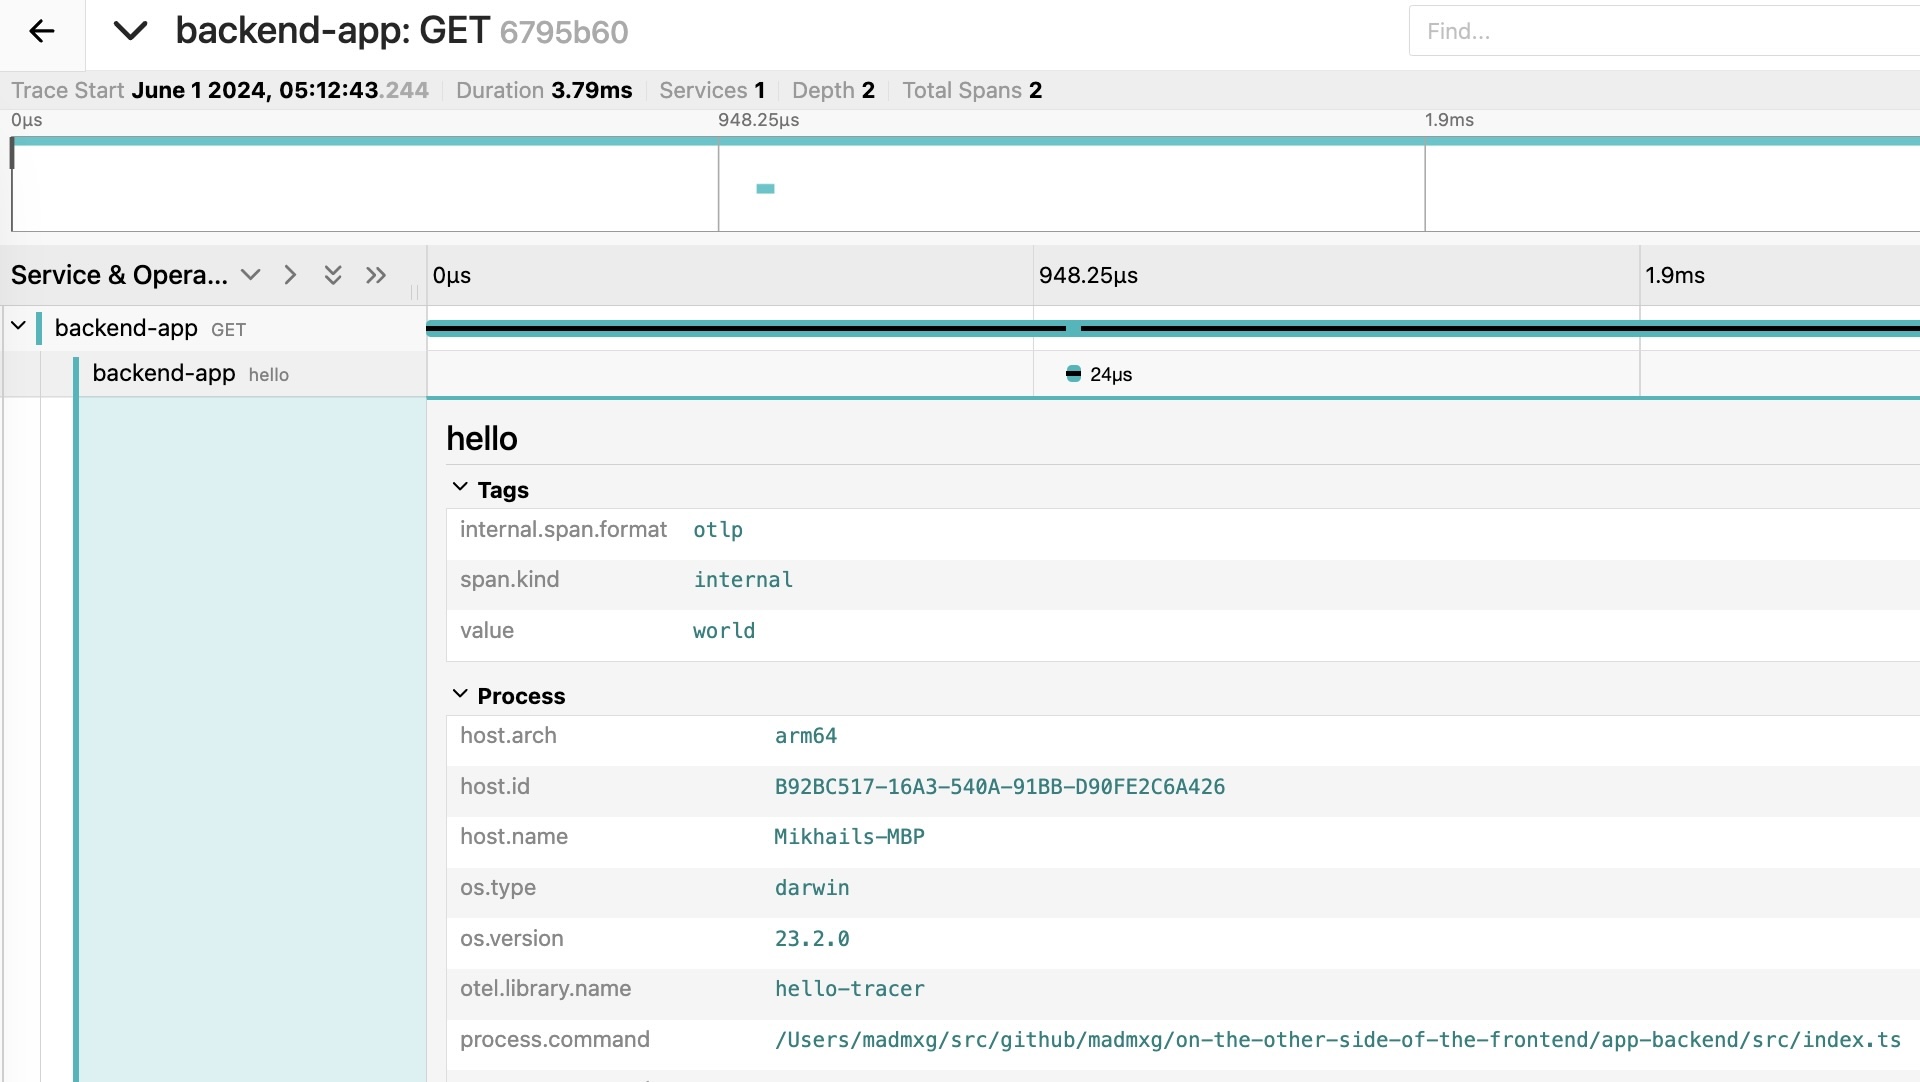 backend-app: GET 6795b60
Find...
Trace Start June 1 2024, 05:12:43.244 Duration 3.79ms Services 1 Depth 2 Total Spans 2
0μs 948.25μs 1.9ms
Service & Opera... 0μs 948.25μs 1.9ms
backend-app GET
backend-app hello 24μs
hello
Tags
internal.span.format otlp
span.kind internal
value world
Process
host.arch arm64
host.id B92BC517-16A3-540A-91BB-D90FE2C6A426
host.name Mikhails-MBP
os.type darwin
os.version 23.2.0
otel.library.name hello-tracer
process.command /Users/madmxg/src/github/madmxg/on-the-other-side-of-the-frontend/app-backend/src/index.ts